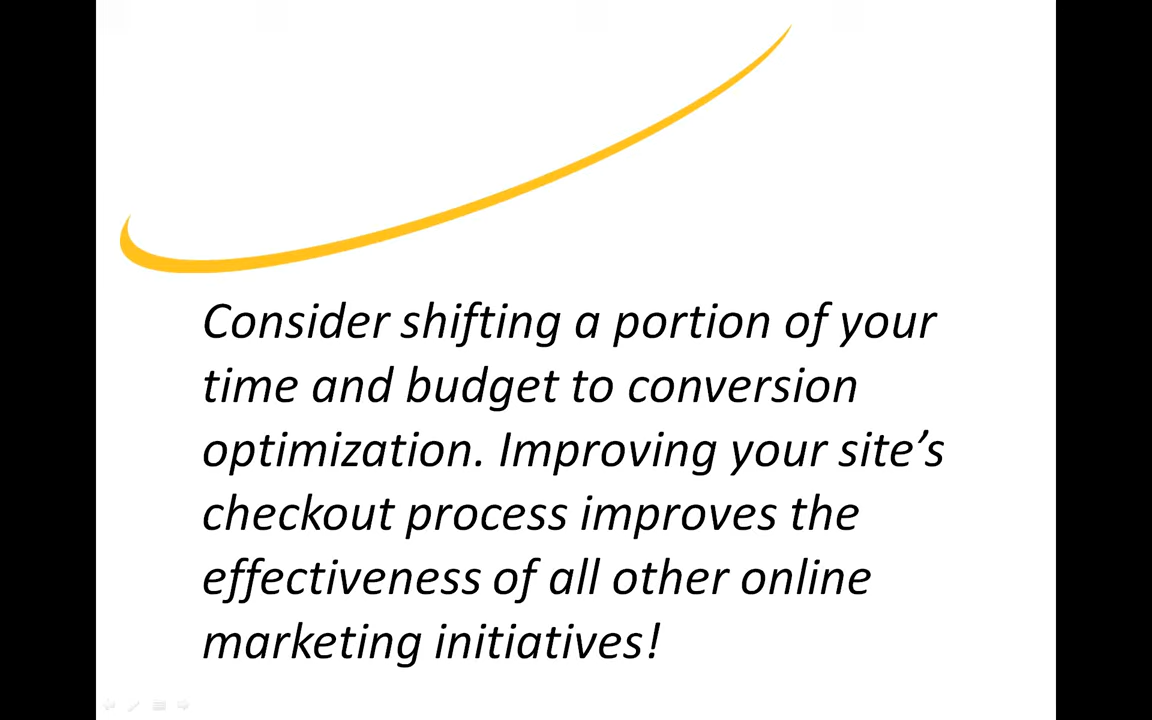 Consider shifting a portion of your
time and budget to conversion
optimization. Improving your site’s
checkout process improves the
effectiveness of all other online
marketing initiatives!